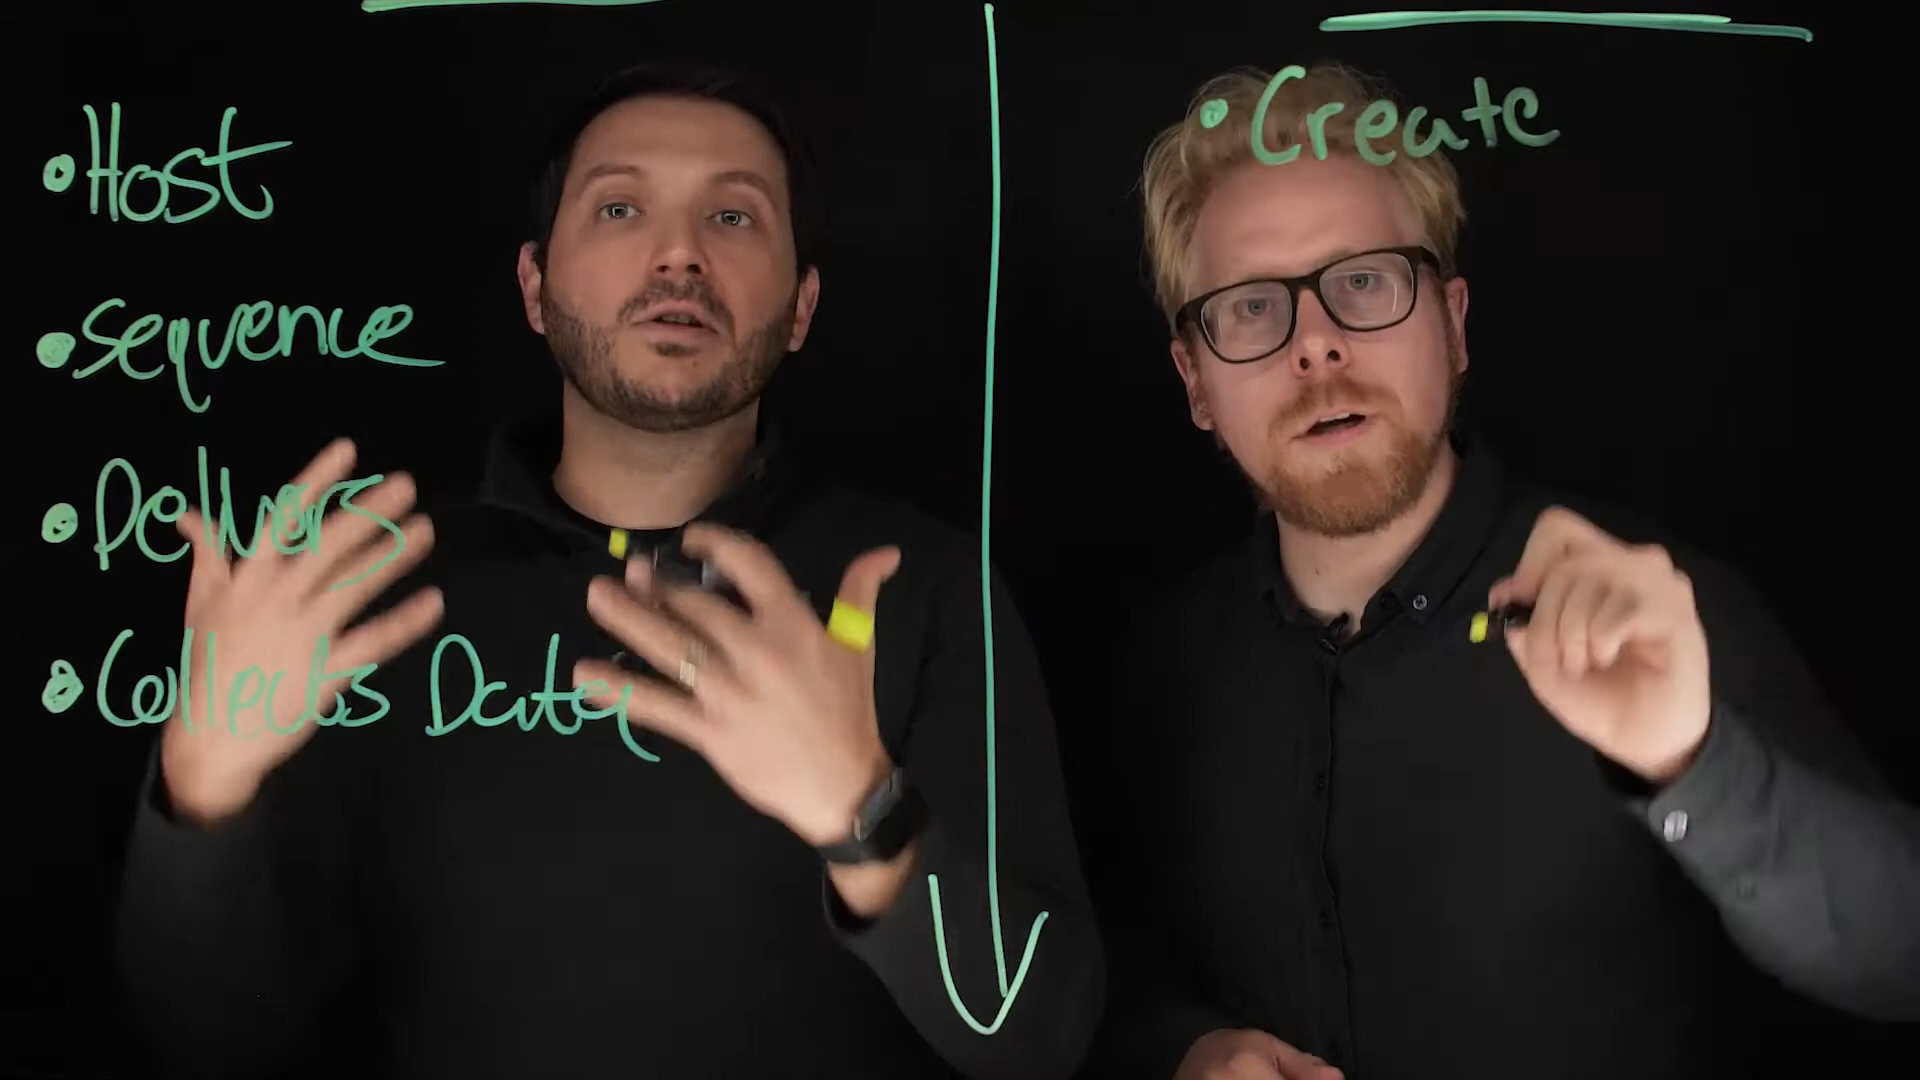 •Host
•Sequence
•Delivers
•Collects Data
•Create